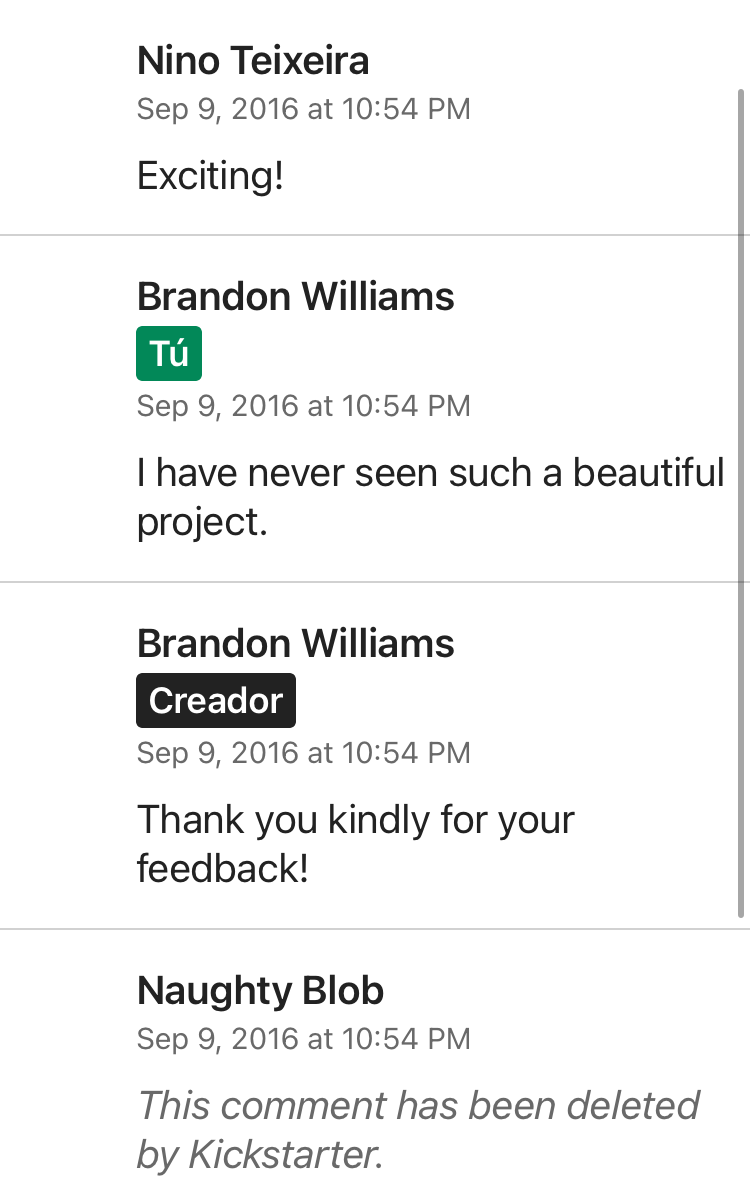 Nino Teixeira
Sep 9, 2016 at 10:54 PM
Exciting!
Brandon Williams
Tú
Sep 9, 2016 at 10:54 PM
I have never seen such a beautiful
project.
Brandon Williams
Creador
Sep 9, 2016 at 10:54 PM
Thank you kindly for your
feedback!
Naughty Blob
Sep 9, 2016 at 10:54 PM
This comment has been deleted
by Kickstarter.